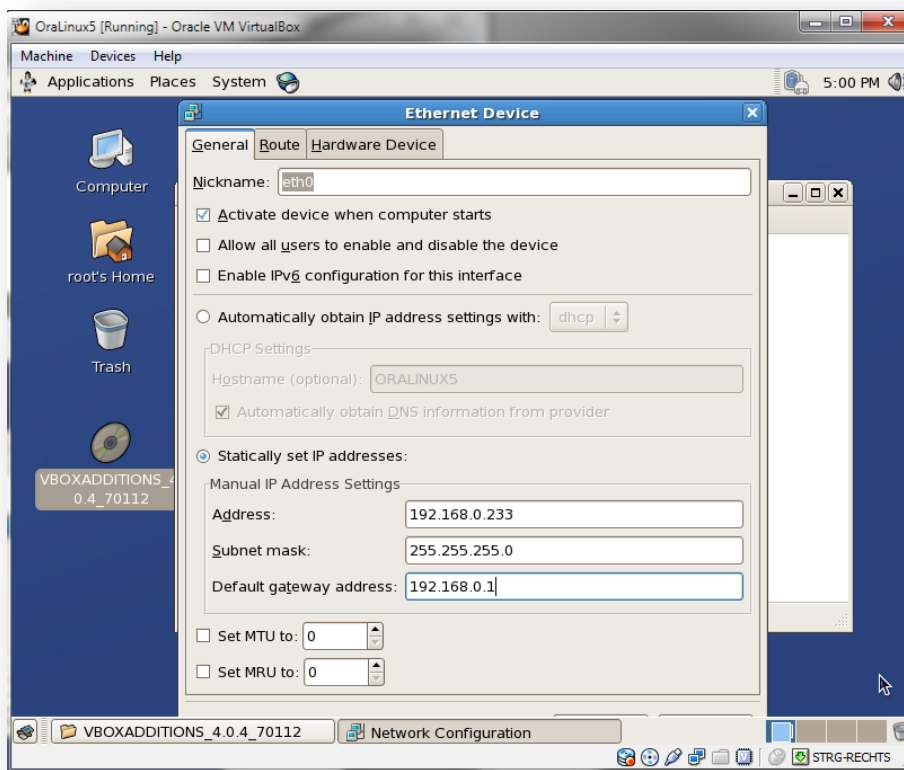 OraLinux5 [Running] - Oracle VM VirtualBox
Machine Devices Help
Applications Places System
5:00 PM
Computer
root's Home
Trash
VBOXADDITIONS_4
0.4_70112
Ethernet Device
General Route Hardware Device
Nickname: eth0
Activate device when computer starts
Allow all users to enable and disable the device
Enable IPv6 configuration for this interface
Automatically obtain IP address settings with: dhcp
DHCP Settings
Hostname (optional): ORALINUX5
Automatically obtain DNS information from provider
Statically set IP addresses:
Manual IP Address Settings
Address: 192.168.0.233
Subnet mask: 255.255.255.0
Default gateway address: 192.168.0.1
Set MTU to: 0
Set MRU to: 0
VBOXADDITIONS_4.0.4_70112
Network Configuration
STRG-RECHTS